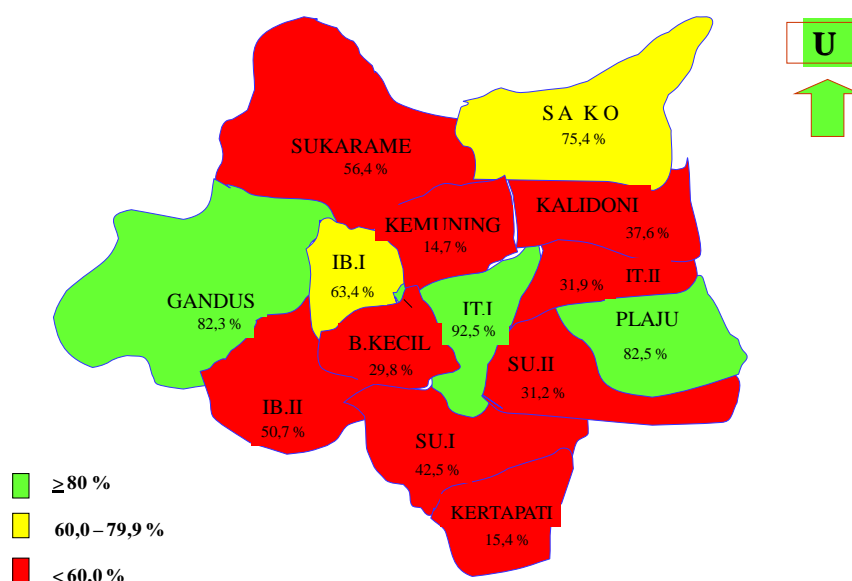 U
S A K O
75,4 %
SUKARAME
56,4 %
KALIDONI
37,6 %
KEMUNING
14,7 %
IB.I
63,4 %
IT.II
31,9 %
GANDUS
82,3 %
IT.I
92,5 %
PLAJU
82,5 %
B.KECIL
29,8 %
SU.II
31,2 %
IB.II
50,7 %
SU.I
42,5 %
KERTAPATI
15,4 %
≥ 80 %
60,0 – 79,9 %
< 60,0 %